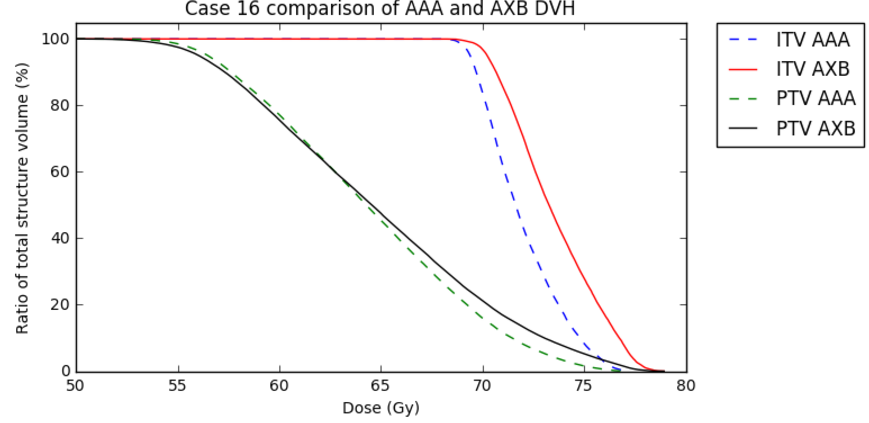 Case 16 comparison of AAA and AXB DVH
Ratio of total structure volume (%)
100
80
60
40
20
0
50 55 60 65 70 75 80
Dose (Gy)
ITV AAA
ITV AXB
PTV AAA
PTV AXB